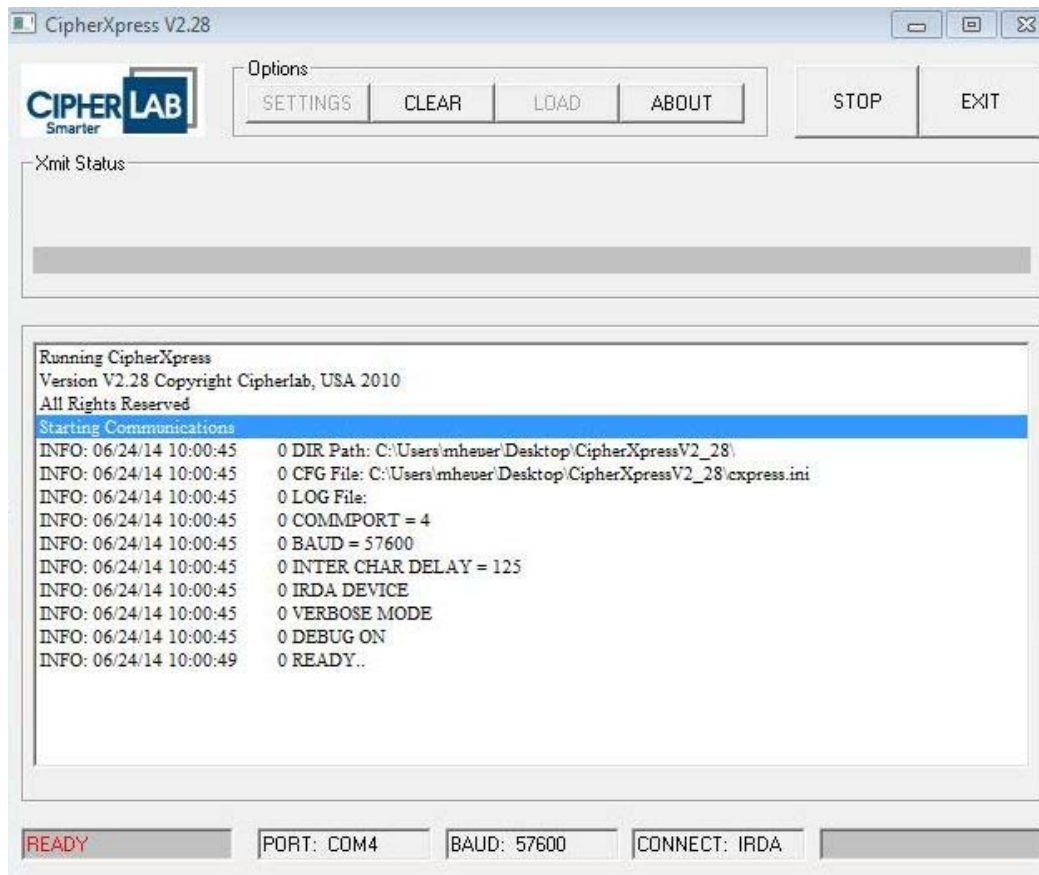 CipherXpress V2.28
CIPHERLAB
Smarter
Options
SETTINGS CLEAR LOAD ABOUT STOP EXIT
Xmit Status
Running CipherXpress
Version V2.28 Copyright Cipherlab, USA 2010
All Rights Reserved
Starting Communications
INFO: 06/24/14 10:00:45 0 DIR Path: C:\Users\mheuer\Desktop\CipherXpressV2_28\
INFO: 06/24/14 10:00:45 0 CFG File: C:\Users\mheuer\Desktop\CipherXpressV2_28\cxpress.ini
INFO: 06/24/14 10:00:45 0 LOG File:
INFO: 06/24/14 10:00:45 0 COMMPORT = 4
INFO: 06/24/14 10:00:45 0 BAUD = 57600
INFO: 06/24/14 10:00:45 0 INTER CHAR DELAY = 125
INFO: 06/24/14 10:00:45 0 IRDA DEVICE
INFO: 06/24/14 10:00:45 0 VERBOSE MODE
INFO: 06/24/14 10:00:45 0 DEBUG ON
INFO: 06/24/14 10:00:49 0 READY..
READY PORT: COM4 BAUD: 57600 CONNECT: IRDA